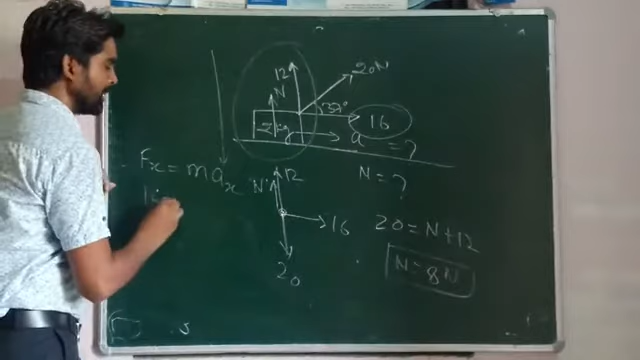 12
20N
N
37°
16
2kg
a = ?
Fx = max
N
12
N = ?
16
20 = N + 12
20
N = 8N